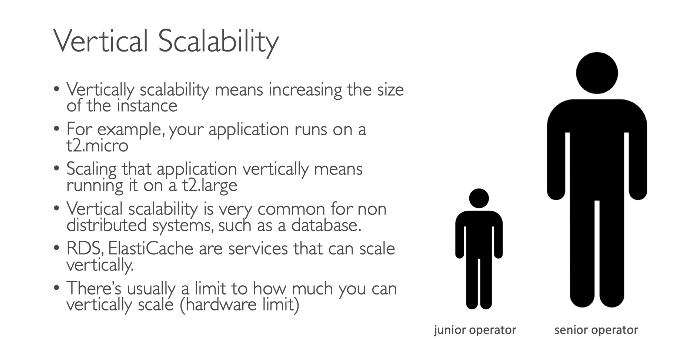 Vertical Scalability
• Vertically scalability means increasing the size
of the instance
• For example, your application runs on a
t2.micro
• Scaling that application vertically means
running it on a t2.large
• Vertical scalability is very common for non
distributed systems, such as a database.
• RDS, ElastiCache are services that can scale
vertically.
• There's usually a limit to how much you can
vertically scale (hardware limit)
junior operator
senior operator